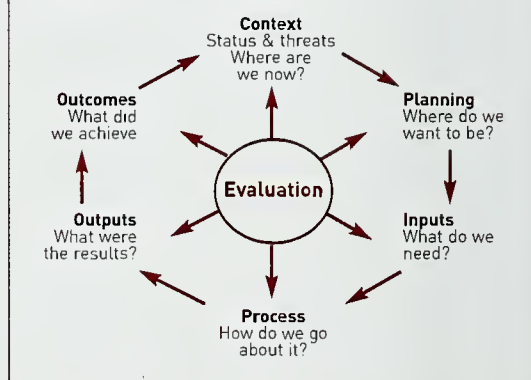 Context
Status & threats
Where are
we now?
Planning
Where do we
want to be?
Inputs
What do we
need?
Process
How do we go
about it?
Outputs
What were
the results?
Outcomes
What did
we achieve
Evaluation